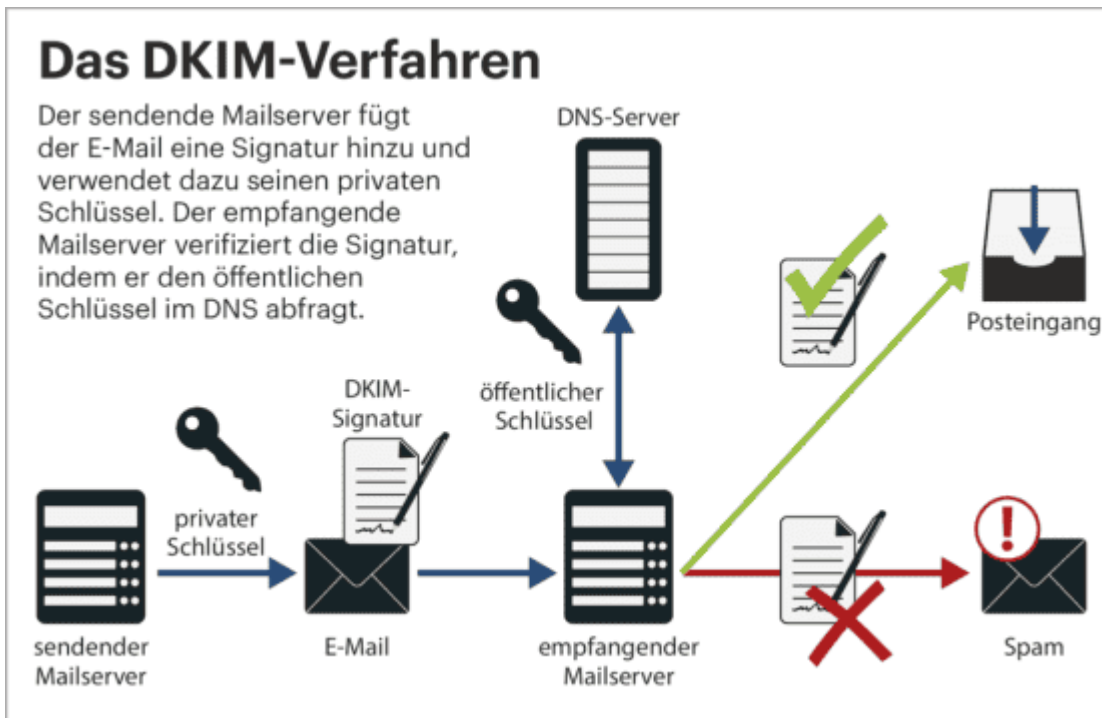 Das DKIM-Verfahren
Der sendende Mailserver fügt
der E-Mail eine Signatur hinzu und
verwendet dazu seinen privaten
Schlüssel. Der empfangende
Mailserver verifiziert die Signatur,
indem er den öffentlichen
Schlüssel im DNS abfragt.
DNS-Server
Posteingang
DKIM-
Signatur
öffentlicher
Schlüssel
privater
Schlüssel
sendender
Mailserver
E-Mail
empfangender
Mailserver
Spam